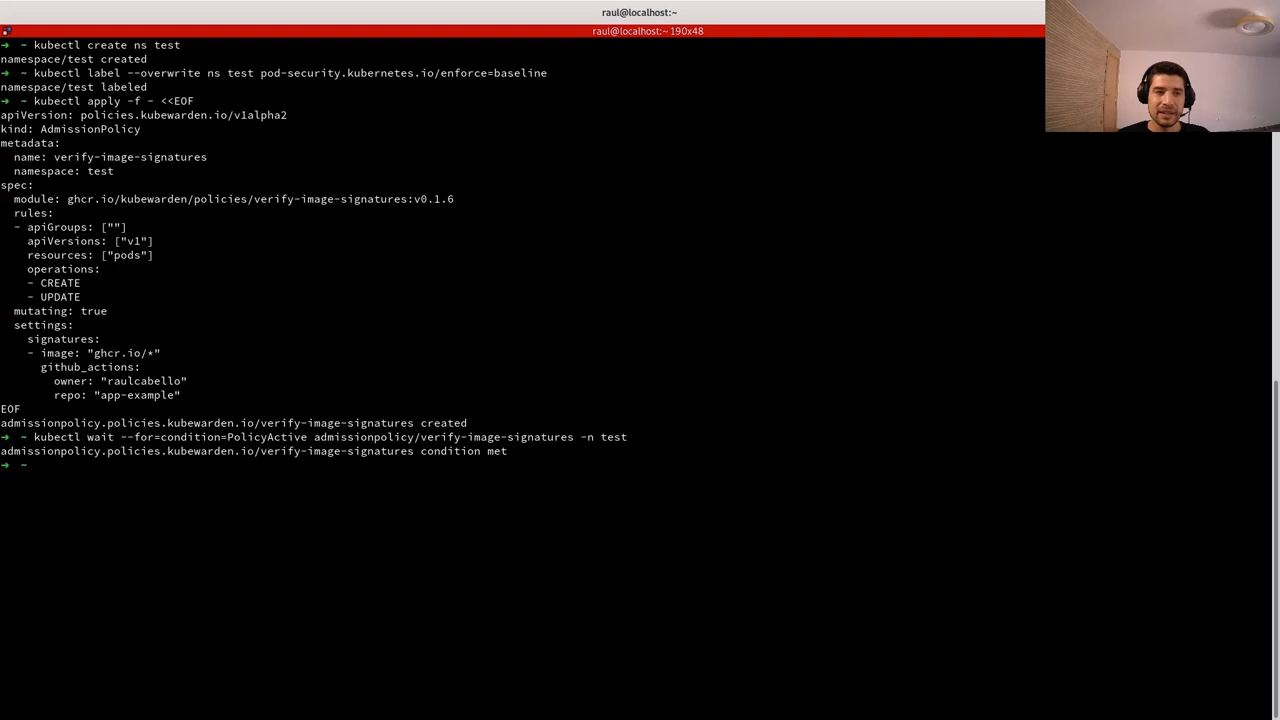 raul@localhost:~
raul@localhost:~ 190x48
➜  ~ kubectl create ns test
namespace/test created
➜  ~ kubectl label --overwrite ns test pod-security.kubernetes.io/enforce=baseline
namespace/test labeled
➜  ~ kubectl apply -f - <<EOF
apiVersion: policies.kubewarden.io/v1alpha2
kind: AdmissionPolicy
metadata:
  name: verify-image-signatures
  namespace: test
spec:
  module: ghcr.io/kubewarden/policies/verify-image-signatures:v0.1.6
  rules:
  - apiGroups: [""]
    apiVersions: ["v1"]
    resources: ["pods"]
    operations:
    - CREATE
    - UPDATE
  mutating: true
  settings:
    signatures:
    - image: "ghcr.io/*"
      github_actions:
        owner: "raulcabello"
        repo: "app-example"
EOF
admissionpolicy.policies.kubewarden.io/verify-image-signatures created
➜  ~ kubectl wait --for=condition=PolicyActive admissionpolicy/verify-image-signatures -n test
admissionpolicy.policies.kubewarden.io/verify-image-signatures condition met
➜  ~